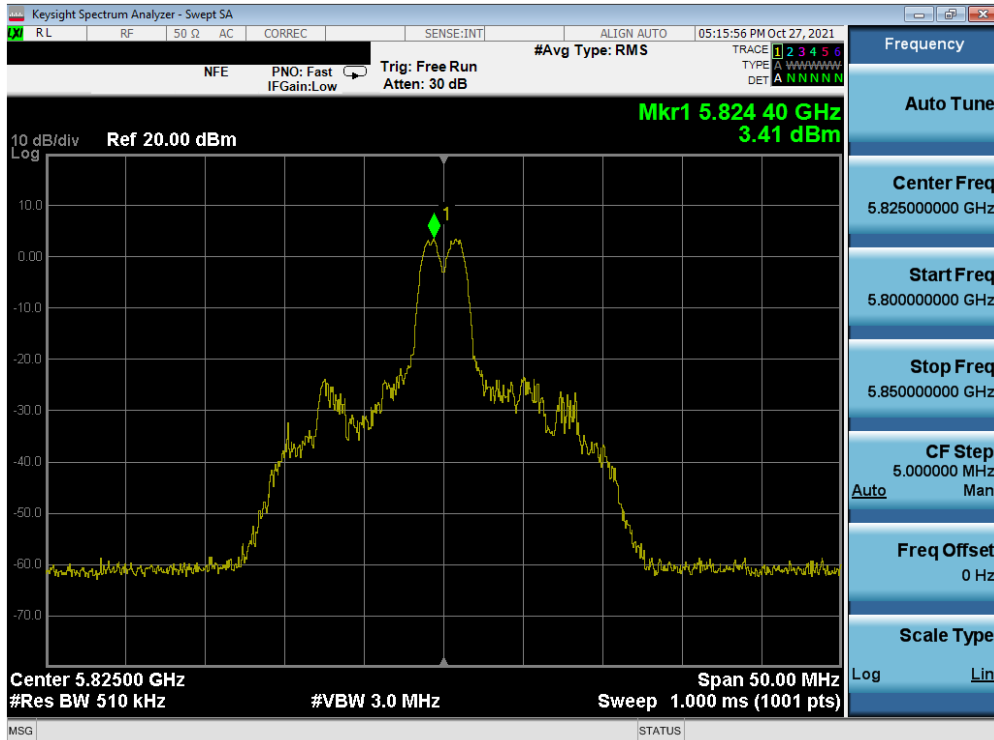 Keysight Spectrum Analyzer - Swept SA
LXI RL RF 50 Ω AC CORREC SENSE:INT ALIGN AUTO 05:15:56 PM Oct 27, 2021
#Avg Type: RMS
TRACE 1 2 3 4 5 6
TYPE A WWWWW
DET A N N N N N
NFE PNO: Fast Trig: Free Run
IFGain:Low Atten: 30 dB
Mkr1 5.824 40 GHz
3.41 dBm
10 dB/div Ref 20.00 dBm
Log
1
10.0
0.00
-10.0
-20.0
-30.0
-40.0
-50.0
-60.0
-70.0
Center 5.82500 GHz Span 50.00 MHz
#Res BW 510 kHz #VBW 3.0 MHz Sweep 1.000 ms (1001 pts)
MSG STATUS
Frequency
Auto Tune
Center Freq
5.825000000 GHz
Start Freq
5.800000000 GHz
Stop Freq
5.850000000 GHz
CF Step
5.000000 MHz
Auto Man
Freq Offset
0 Hz
Scale Type
Log Lin